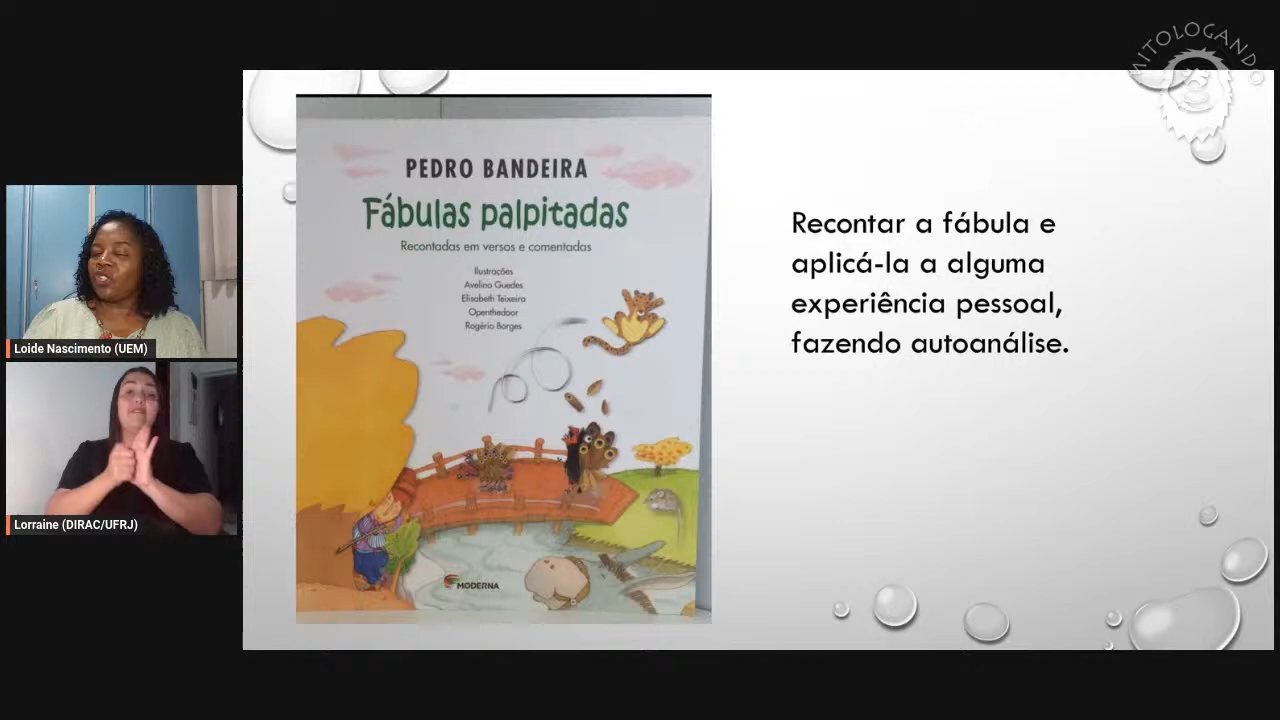 MITOLOGANDO
PEDRO BANDEIRA
Fábulas palpitadas
Recontadas em versos e comentadas
Ilustrações
Avelino Guedes
Elisabeth Teixeira
Openthedoor
Rogério Borges
MODERNA
Recontar a fábula e
aplicá-la a alguma
experiência pessoal,
fazendo autoanálise.
Loide Nascimento (UEM)
Lorraine (DIRAC/UFRJ)